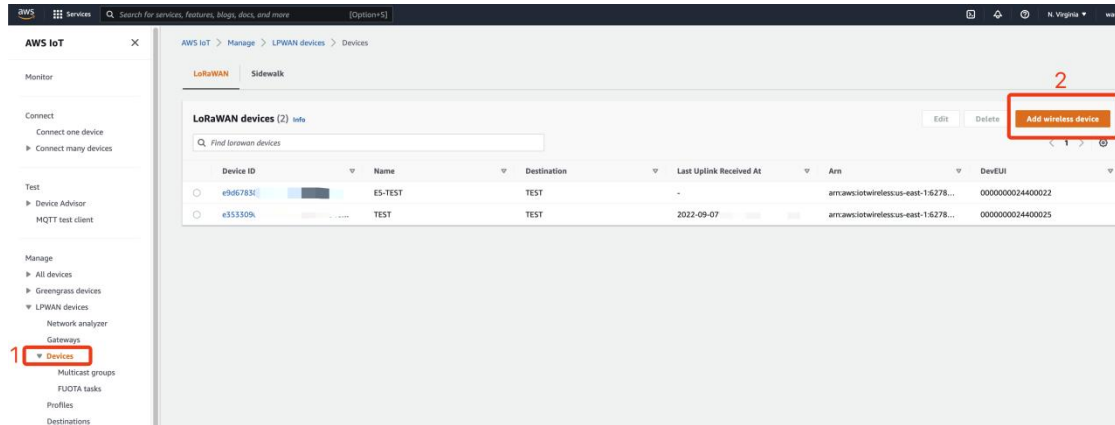 aws Services Search for services, features, blogs, docs, and more [Option+S] N. Virginia
AWS IoT
AWS IoT > Manage > LPWAN devices > Devices
Monitor
LoRaWAN Sidewalk
2
Connect
Connect one device
Connect many devices
LoRaWAN devices (2) Info Edit Delete Add wireless device
Find lorawan devices
1
Device ID Name Destination Last Uplink Received At Arn DevEUI
E5-TEST TEST - arn:aws:iotwireless:us-east-1:6278... 0000000024400022
TEST TEST 2022-09-07 arn:aws:iotwireless:us-east-1:6278... 0000000024400025
Test
Device Advisor
MQTT test client
Manage
All devices
Greengrass devices
LPWAN devices
Network analyzer
Gateways
1 Devices
Multicast groups
FUOTA tasks
Profiles
Destinations